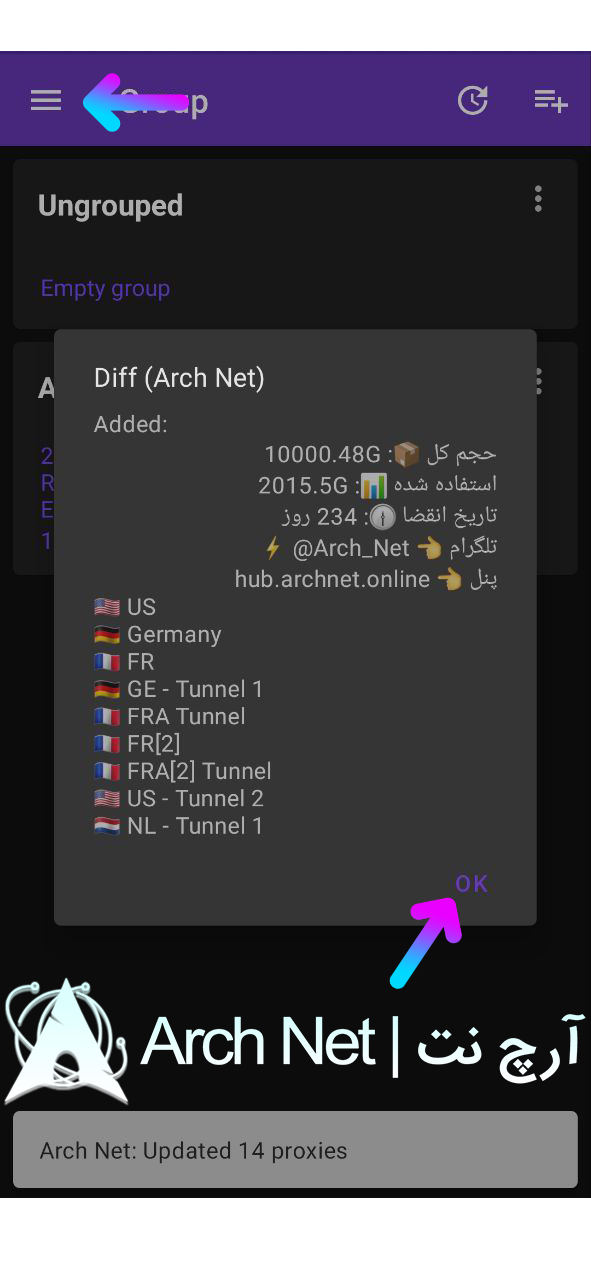 Group
Ungrouped
Empty group
A
Diff (Arch Net)
Added:
حجم کل 📦: 10000.48G
استفاده شده 📊: 2015.5G
تاریخ انقضا 🕦: 234 روز
تلگرام 👈 @Arch_Net ⚡
پنل 👈 hub.archnet.online
🇺🇸 US
🇩🇪 Germany
🇫🇷 FR
🇩🇪 GE - Tunnel 1
🇫🇷 FRA Tunnel
🇫🇷 FR[2]
🇫🇷 FRA[2] Tunnel
🇺🇸 US - Tunnel 2
🇳🇱 NL - Tunnel 1
2
R
E
1
OK
Arch Net | آرچ نت
Arch Net: Updated 14 proxies